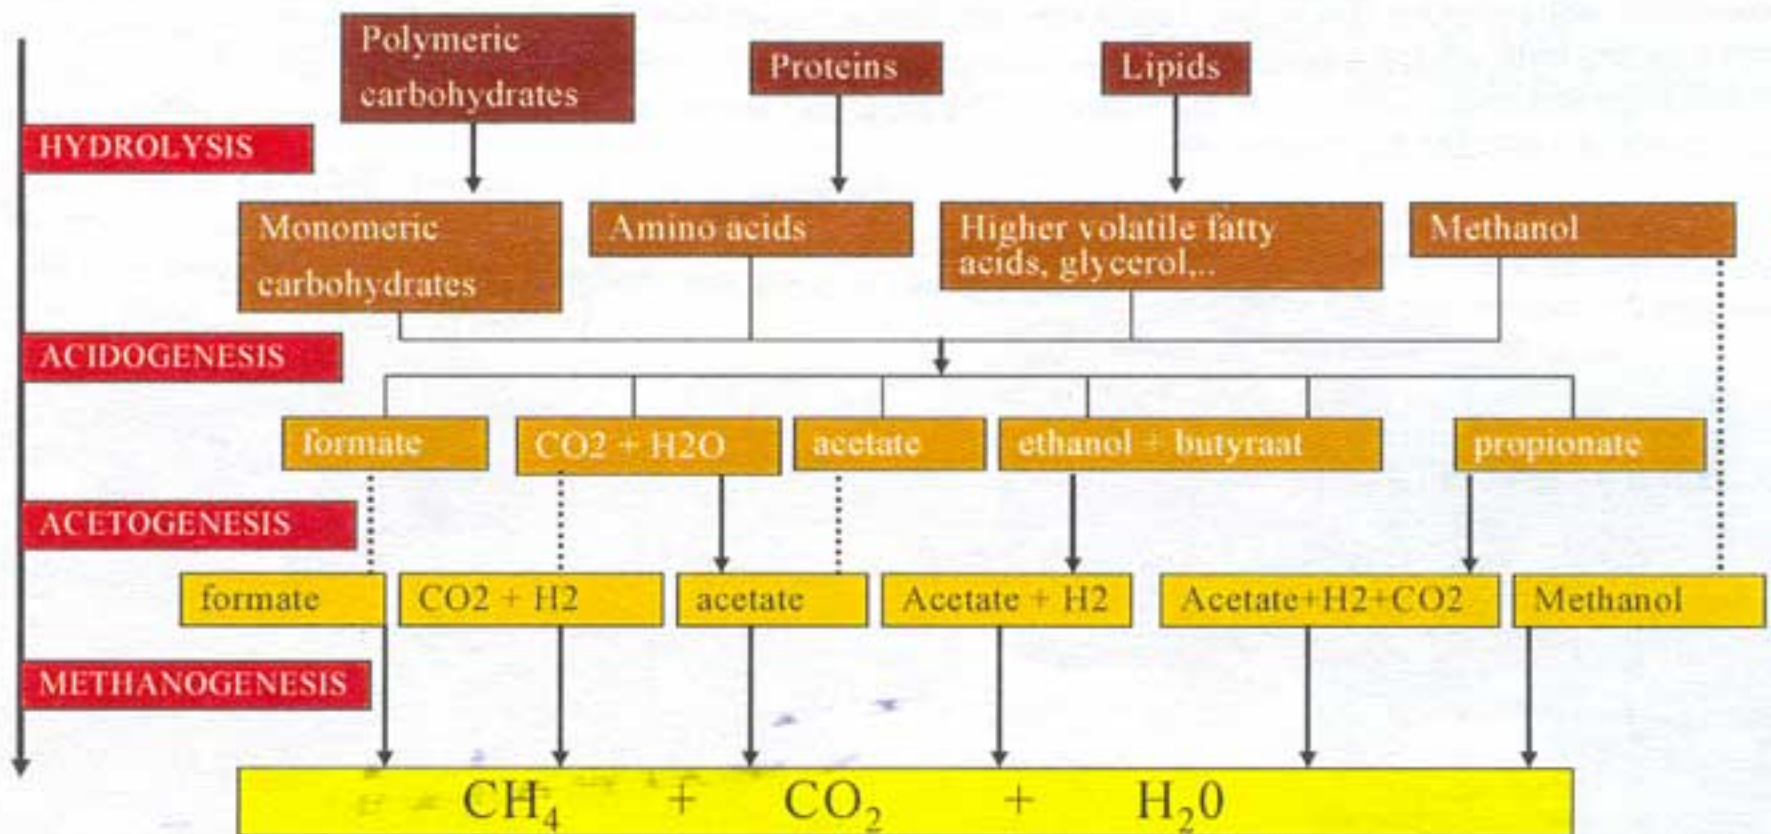 Polymeric
carbohydrates
Proteins
Lipids
HYDROLYSIS
Monomeric
carbohydrates
Amino acids
Higher volatile fatty
acids, glycerol,..
Methanol
ACIDOGENESIS
formate
CO2 + H2O
acetate
ethanol + butyraat
propionate
ACETOGENESIS
formate
CO2 + H2
acetate
Acetate + H2
Acetate+H2+CO2
Methanol
METHANOGENESIS
CH₄ + CO₂ + H₂0